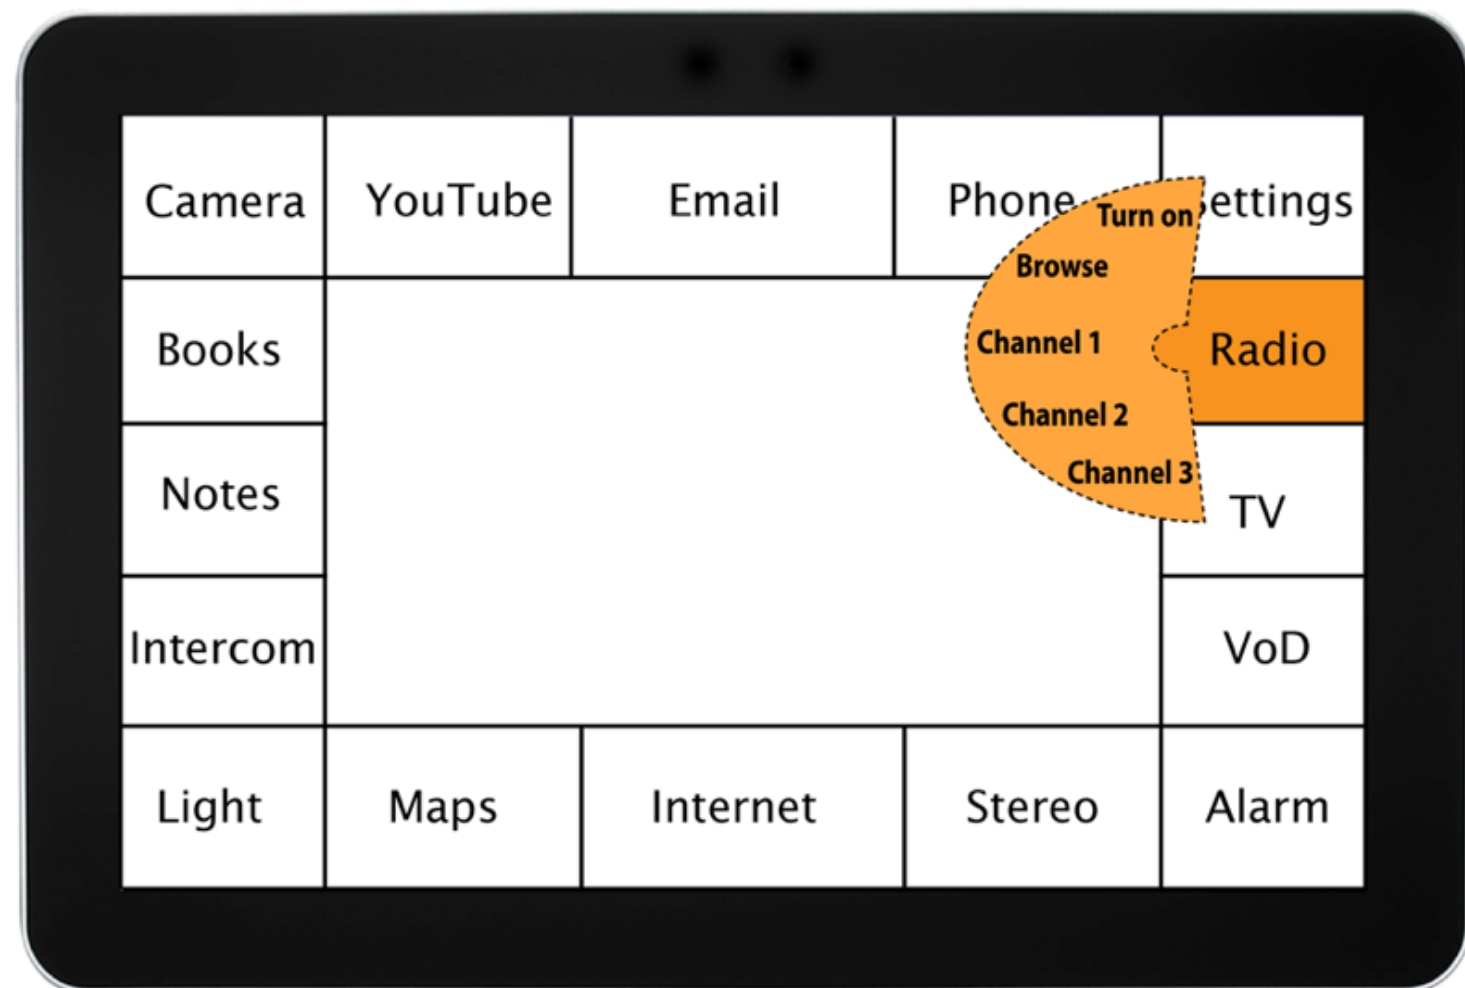 Camera
YouTube
Email
Phone
ettings
Turn on
Browse
Books
Channel 1
Radio
Channel 2
Channel 3
Notes
TV
Intercom
VoD
Light
Maps
Internet
Stereo
Alarm